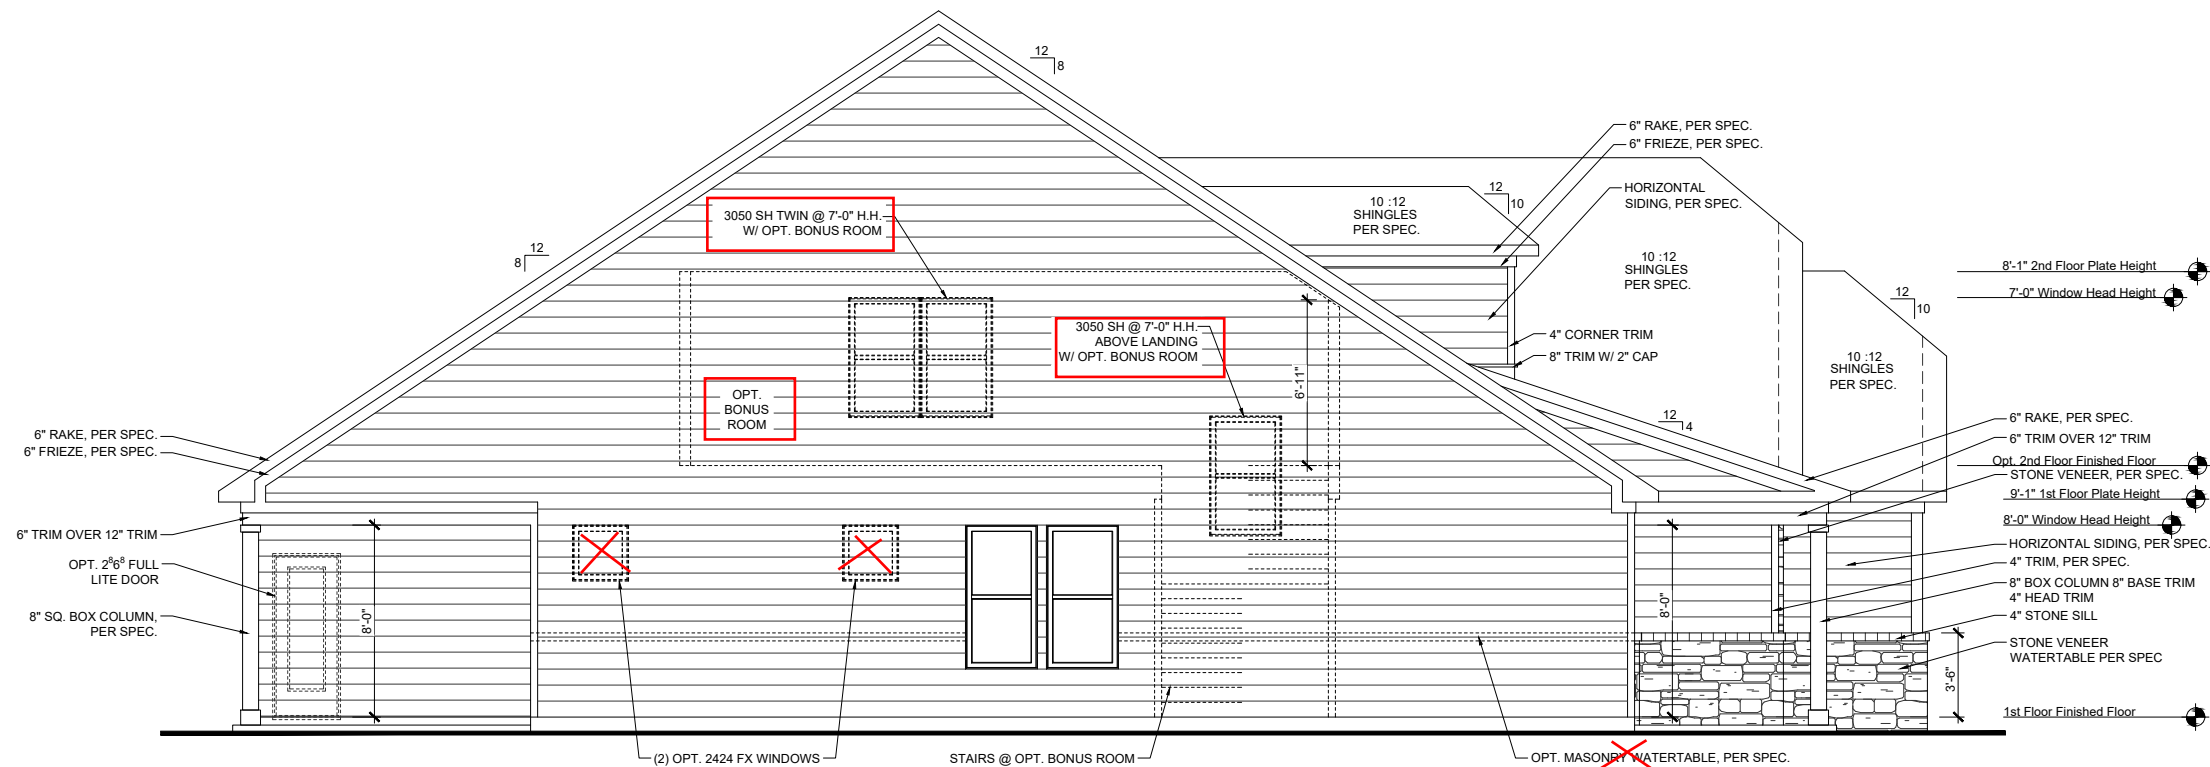 12
8
6" RAKE, PER SPEC.
6" FRIEZE, PER SPEC.
HORIZONTAL
SIDING, PER SPEC.
12
10
10 :12
SHINGLES
PER SPEC.
3050 SH TWIN @ 7'-0" H.H.
W/ OPT. BONUS ROOM
12
8
10 :12
SHINGLES
PER SPEC.
8'-1" 2nd Floor Plate Height
7'-0" Window Head Height
12
10
3050 SH @ 7'-0" H.H.
ABOVE LANDING
W/ OPT. BONUS ROOM
4" CORNER TRIM
8" TRIM W/ 2" CAP
10 :12
SHINGLES
PER SPEC.
6'-11"
OPT.
BONUS
ROOM
12
4
6" RAKE, PER SPEC.
6" FRIEZE, PER SPEC.
6" RAKE, PER SPEC.
6" TRIM OVER 12" TRIM
Opt. 2nd Floor Finished Floor
STONE VENEER, PER SPEC.
9'-1" 1st Floor Plate Height
8'-0" Window Head Height
6" TRIM OVER 12" TRIM
OPT. 2⁸6⁸ FULL
LITE DOOR
8" SQ. BOX COLUMN,
PER SPEC.
8'-0"
8'-0"
HORIZONTAL SIDING, PER SPEC.
4" TRIM, PER SPEC.
8" BOX COLUMN 8" BASE TRIM
4" HEAD TRIM
4" STONE SILL
STONE VENEER
WATERTABLE PER SPEC
3'-6"
1st Floor Finished Floor
(2) OPT. 2424 FX WINDOWS
STAIRS @ OPT. BONUS ROOM
OPT. MASONRY WATERTABLE, PER SPEC.